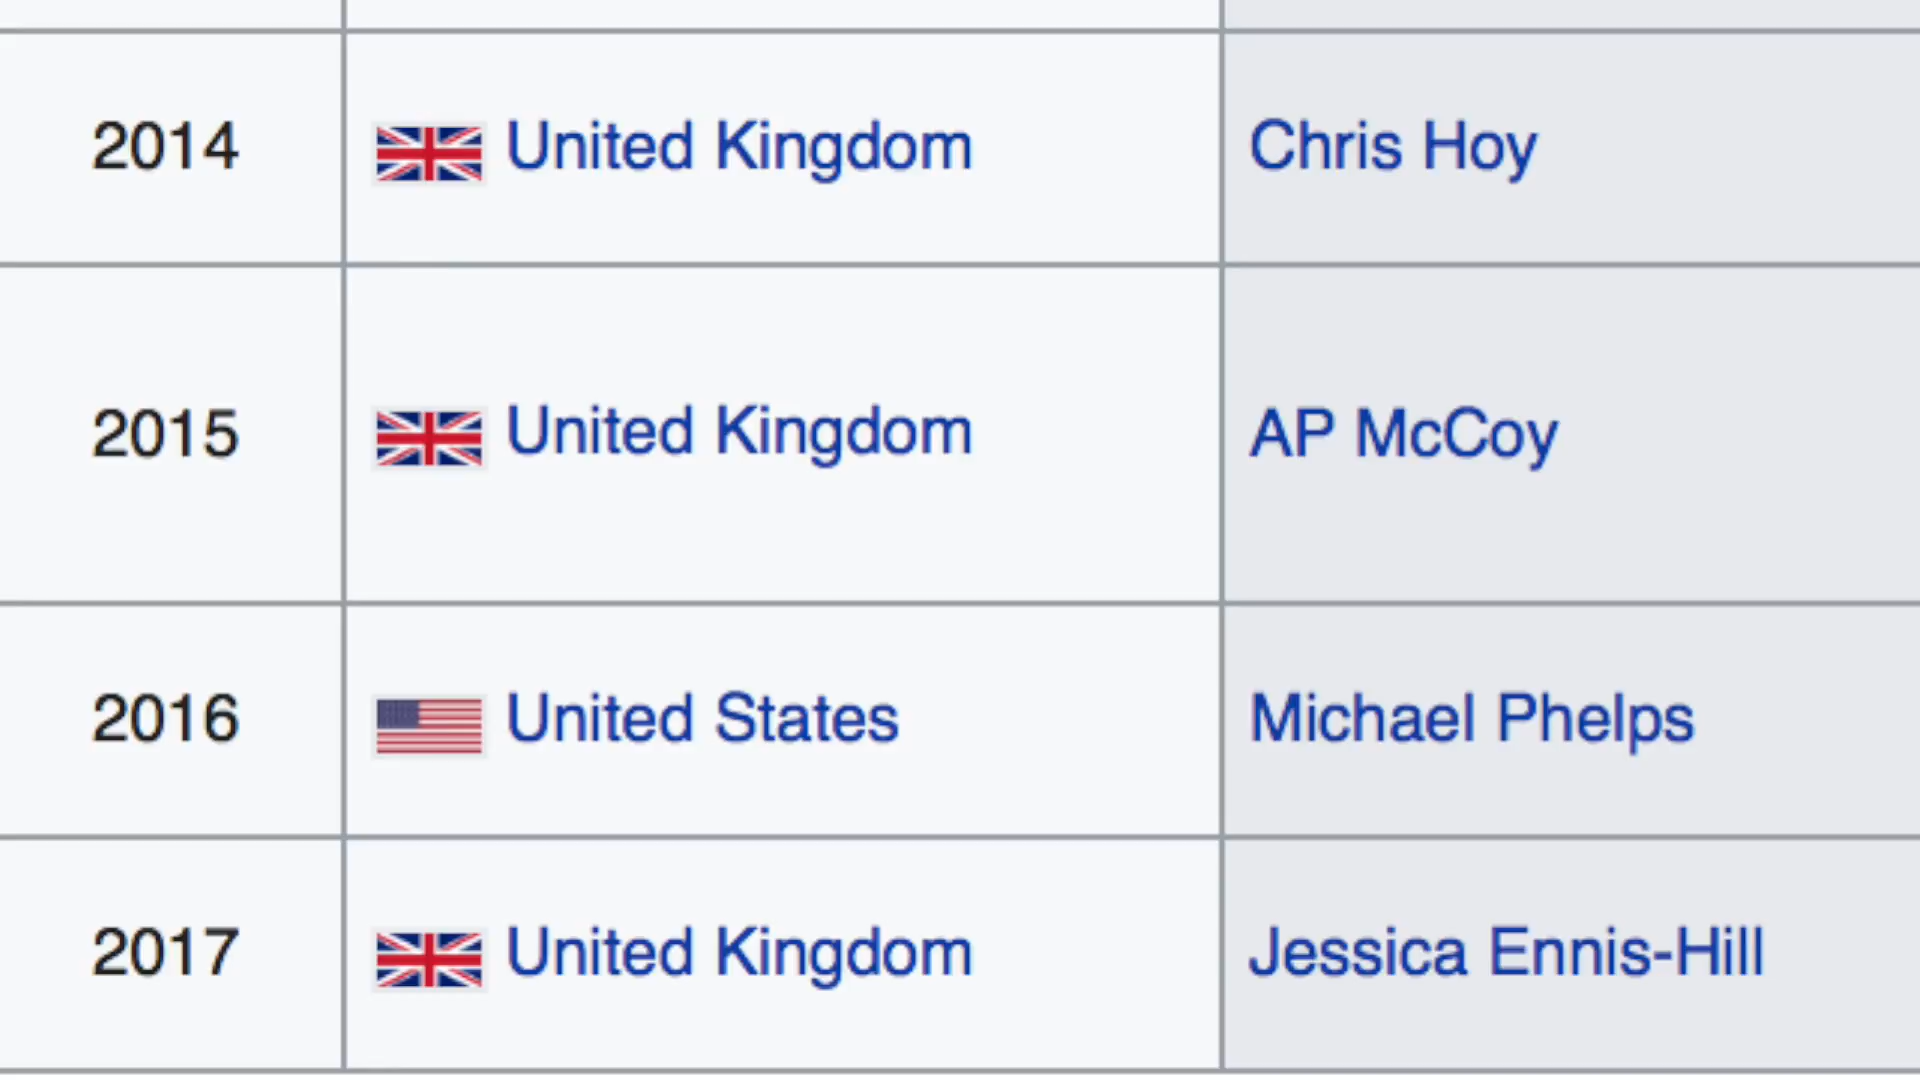 2014 United Kingdom Chris Hoy
2015 United Kingdom AP McCoy
2016 United States Michael Phelps
2017 United Kingdom Jessica Ennis-Hill